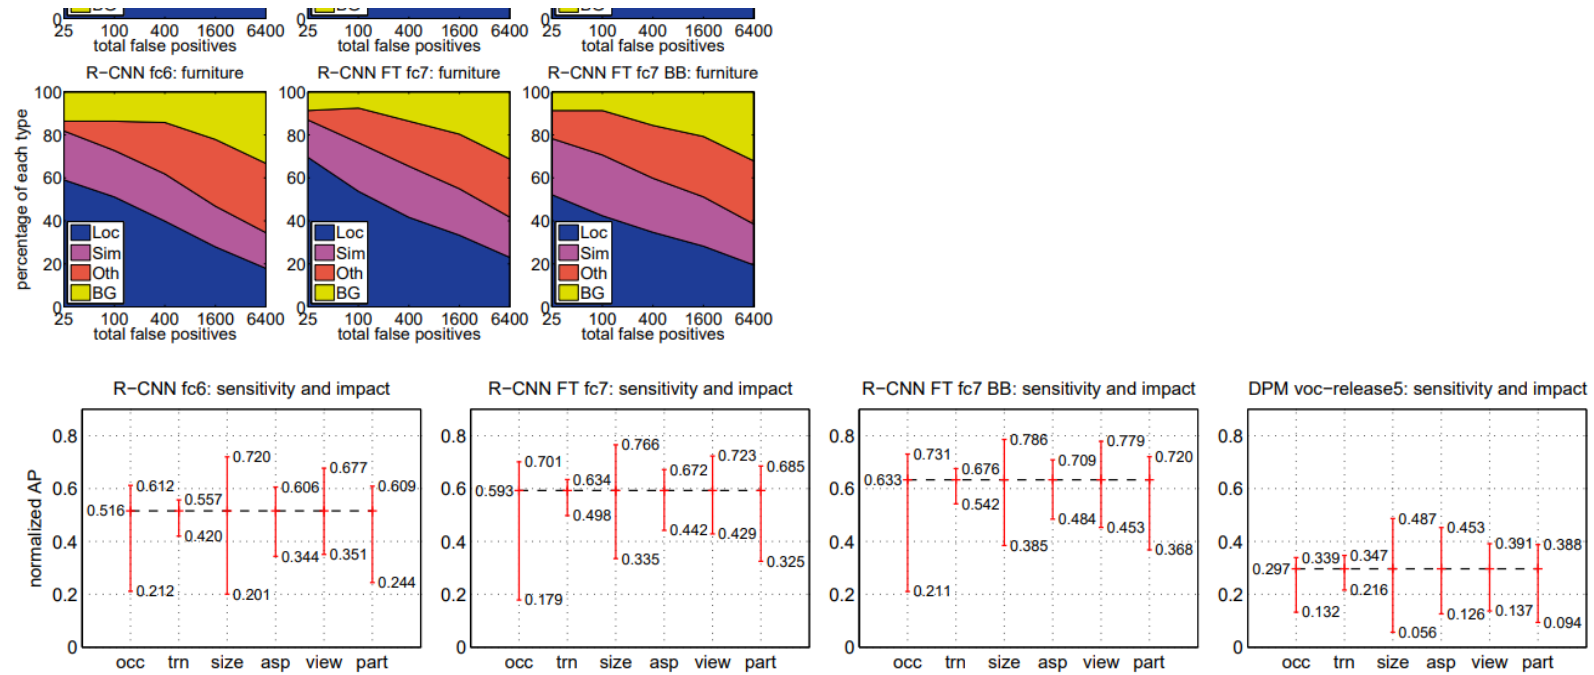 BG BG BG
0 0 0
25 100 400 1600 6400 25 100 400 1600 6400 25 100 400 1600 6400
total false positives total false positives total false positives
R−CNN fc6: furniture R−CNN FT fc7: furniture R−CNN FT fc7 BB: furniture
percentage of each type
100 100 100
80 80 80
60 60 60
40 40 40
Loc Loc Loc
Sim Sim Sim
20 20 20
Oth Oth Oth
BG BG BG
0 0 0
25 100 400 1600 6400 25 100 400 1600 6400 25 100 400 1600 6400
total false positives total false positives total false positives
R−CNN fc6: sensitivity and impact
normalized AP
0.8
0.6
0.4
0.2
0
0.516
0.612
0.212
0.557
0.420
0.720
0.201
0.606
0.344
0.677
0.351
0.609
0.244
occ trn size asp view part
R−CNN FT fc7: sensitivity and impact
0.8
0.6
0.4
0.2
0
0.593
0.701
0.179
0.634
0.498
0.766
0.335
0.672
0.442
0.723
0.429
0.685
0.325
occ trn size asp view part
R−CNN FT fc7 BB: sensitivity and impact
0.8
0.6
0.4
0.2
0
0.633
0.731
0.211
0.676
0.542
0.786
0.385
0.709
0.484
0.779
0.453
0.720
0.368
occ trn size asp view part
DPM voc−release5: sensitivity and impact
0.8
0.6
0.4
0.2
0
0.297
0.339
0.132
0.347
0.216
0.487
0.056
0.453
0.126
0.391
0.137
0.388
0.094
occ trn size asp view part